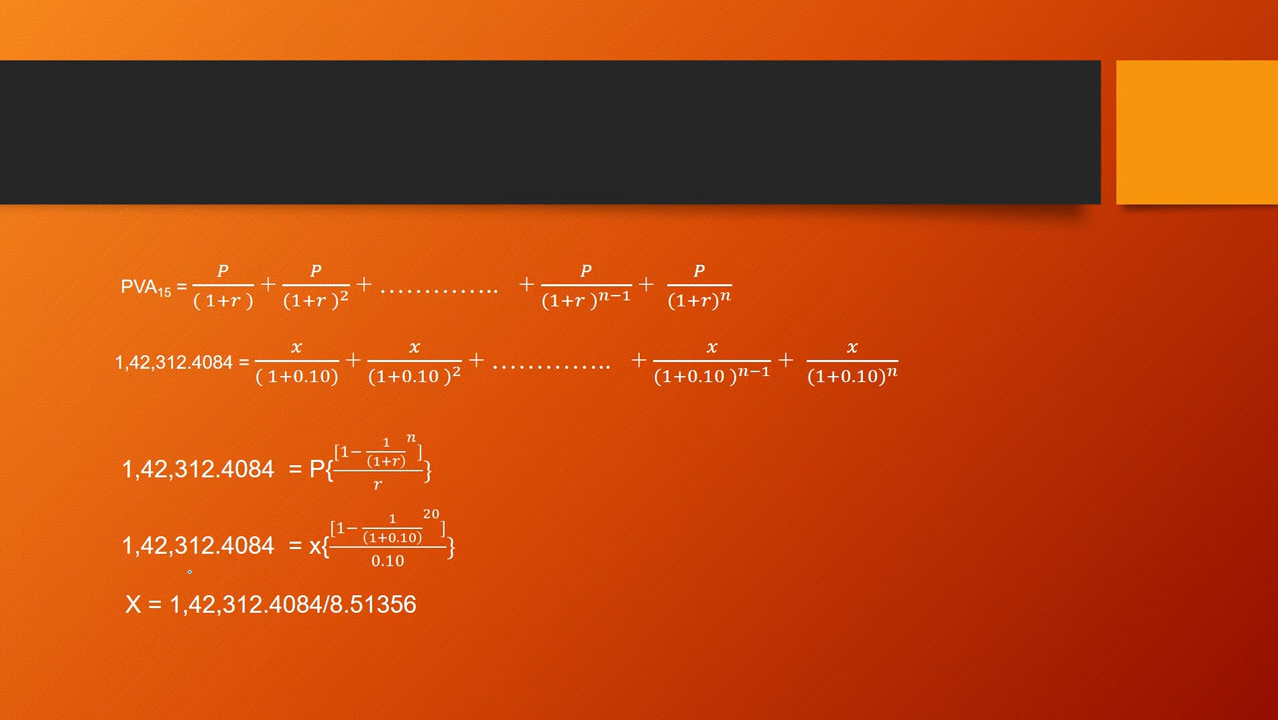 PVA₁₅ = P/( 1+r ) + P/(1+r )² + ………….. + P/(1+r )ⁿ⁻¹ + P/(1+r)ⁿ
1,42,312.4084 = x/( 1+0.10) + x/(1+0.10 )² + ………….. + x/(1+0.10 )ⁿ⁻¹ + x/(1+0.10)ⁿ
1,42,312.4084 = P{[1− 1/(1+r)ⁿ]/r}
1,42,312.4084 = x{[1− 1/(1+0.10)²⁰]/0.10}
X = 1,42,312.4084/8.51356